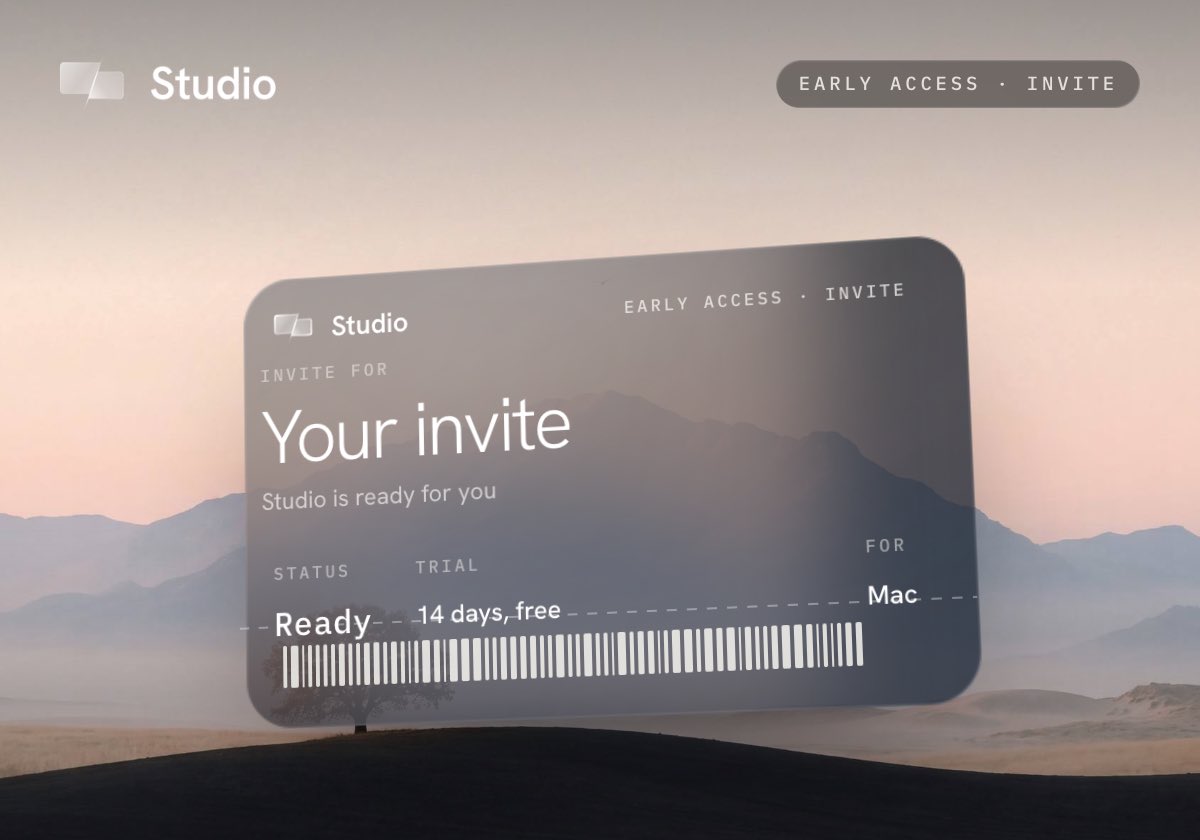 Studio
EARLY ACCESS · INVITE
Studio
EARLY ACCESS · INVITE
INVITE FOR
Your invite
Studio is ready for you
STATUS
TRIAL
FOR
Ready
14 days, free
Mac